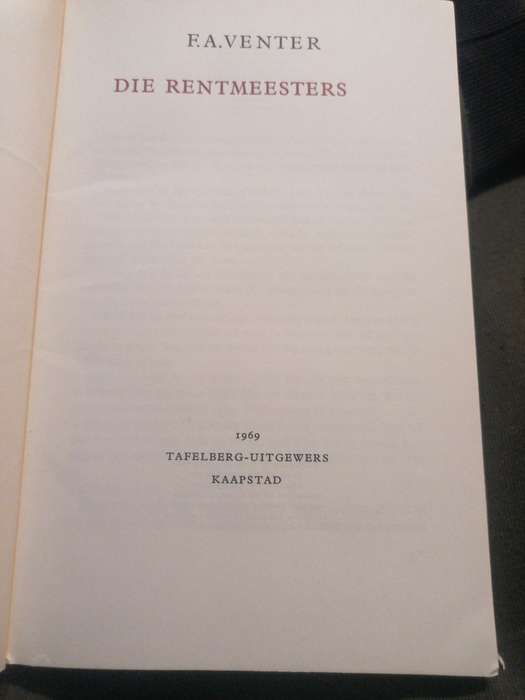 F.A.VENTER
DIE RENTMEESTERS
1969
TAFELBERG-UITGEWERS
KAAPSTAD